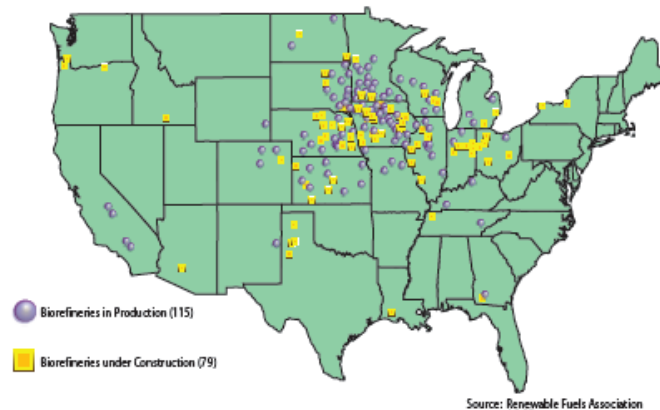 Biorefineries in Production (115)
Biorefineries under Construction (79)
Source: Renewable Fuels Association